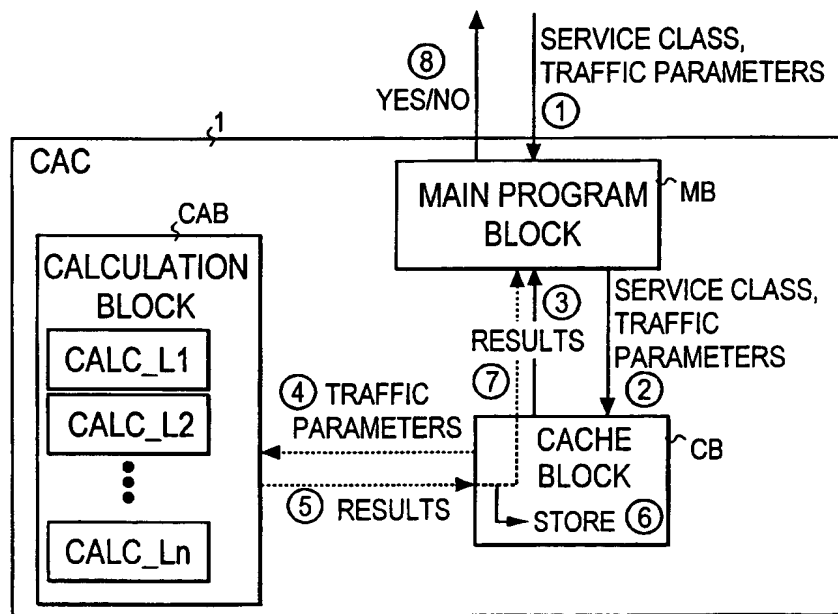 ⑧
YES/NO
SERVICE CLASS,
TRAFFIC PARAMETERS
①
1
CAC
MAIN PROGRAM
BLOCK
MB
CAB
CALCULATION
BLOCK
CALC_L1
CALC_L2
CALC_Ln
③
RESULTS
⑦
SERVICE CLASS,
TRAFFIC
PARAMETERS
②
④ TRAFFIC
PARAMETERS
⑤ RESULTS
CACHE
BLOCK
CB
STORE ⑥